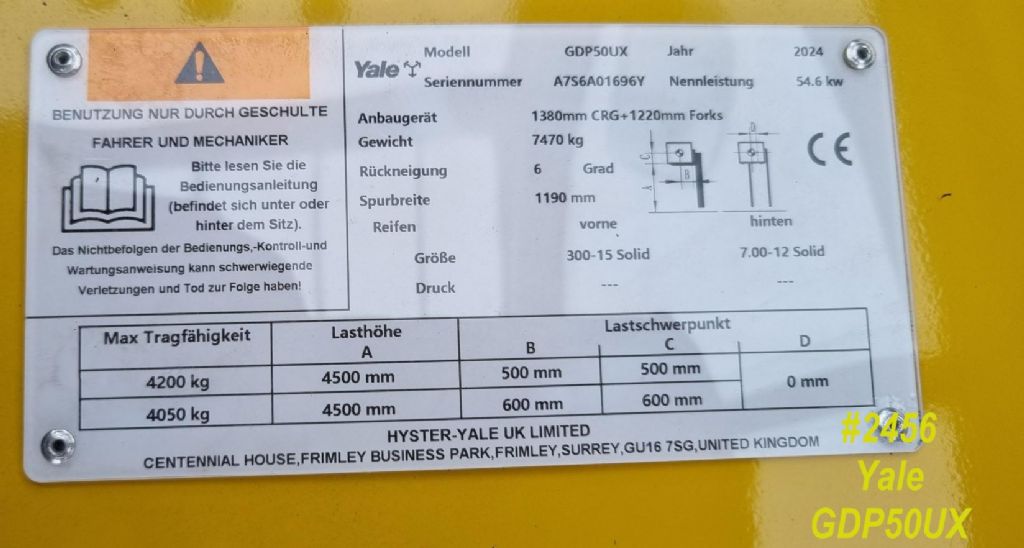 BENUTZUNG NUR DURCH GESCHULTE
FAHRER UND MECHANIKER
Bitte lesen Sie die
Bedienungsanleitung
(befindet sich unter oder
hinter dem Sitz).
Das Nichtbefolgen der Bedienungs,-Kontroll-und
Wartungsanweisung kann schwerwiegende
Verletzungen und Tod zur Folge haben!
Yale
Modell GDP50UX Jahr 2024
Seriennummer A7S6A01696Y Nennleistung 54.6 kw
Anbaugerät 1380mm CRG+1220mm Forks
Gewicht 7470 kg
Rückneigung 6 Grad
Spurbreite 1190 mm
Reifen vorne hinten
Größe 300-15 Solid 7.00-12 Solid
Druck --- ---
C A B D
CE
Max Tragfähigkeit Lasthöhe Lastschwerpunkt
A B C D
4200 kg 4500 mm 500 mm 500 mm 0 mm
4050 kg 4500 mm 600 mm 600 mm
HYSTER-YALE UK LIMITED
CENTENNIAL HOUSE,FRIMLEY BUSINESS PARK,FRIMLEY,SURREY,GU16 7SG,UNITED KINGDOM
#2456
Yale
GDP50UX